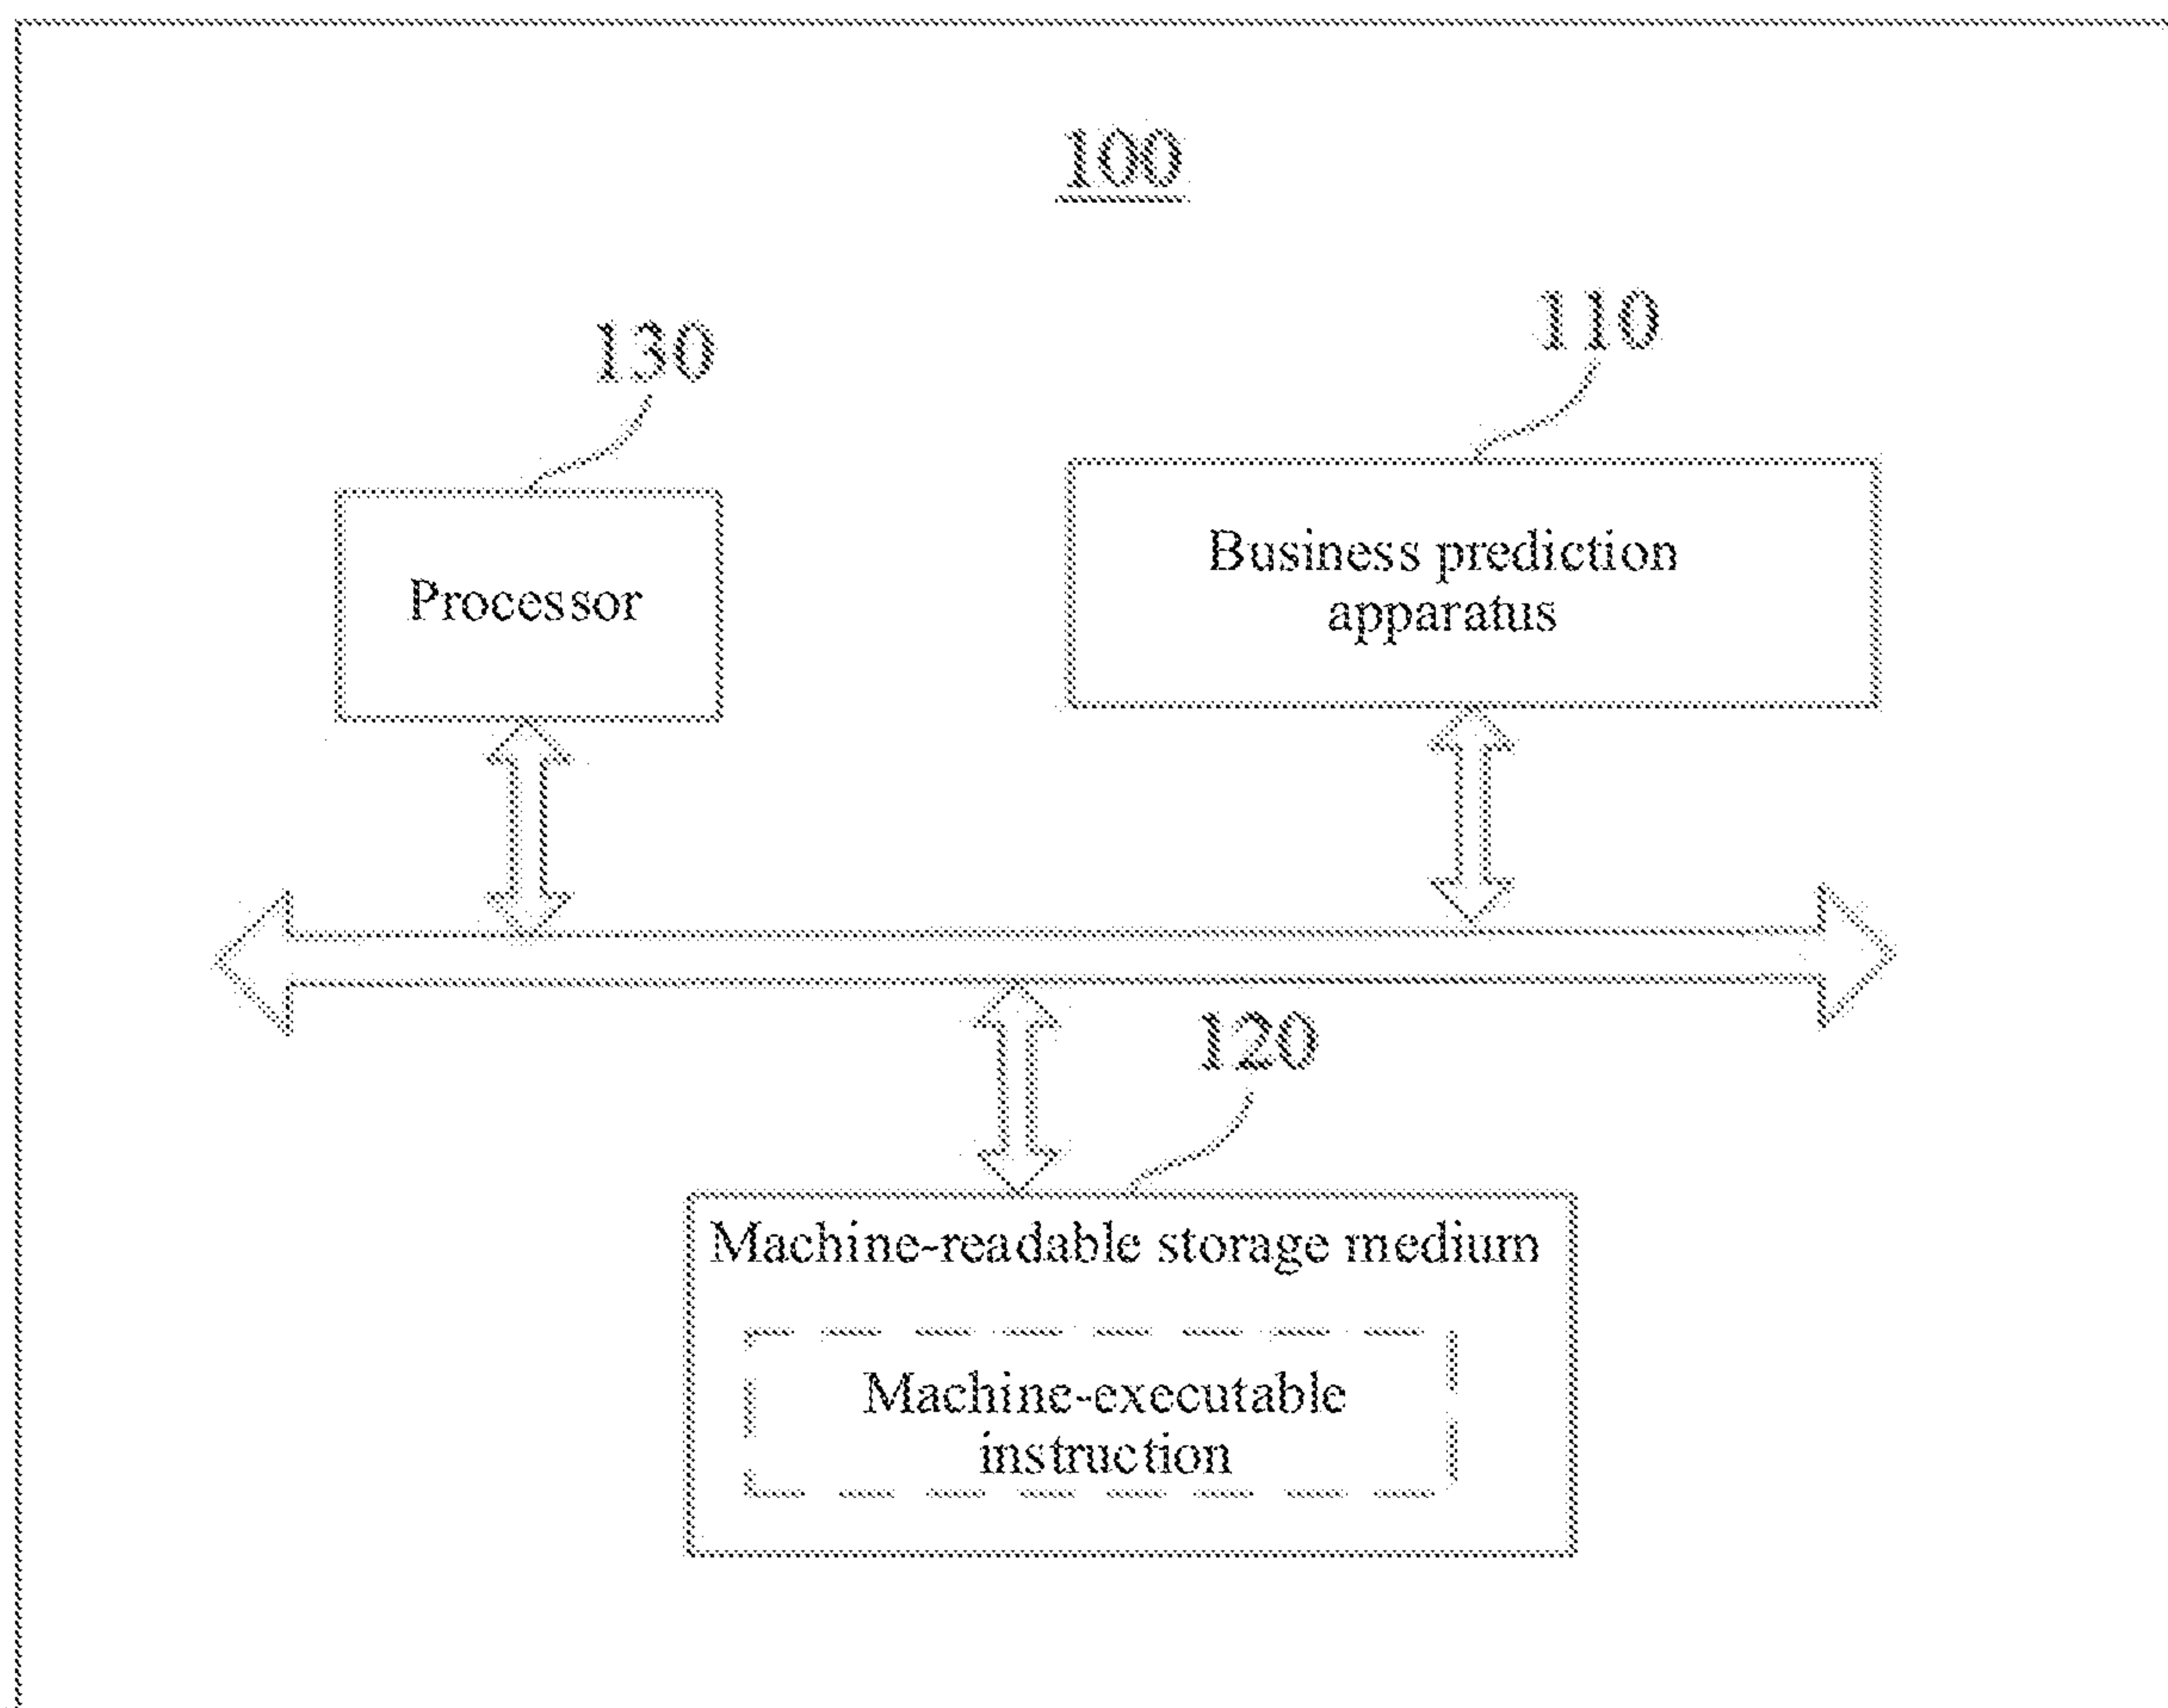 100
130
110
Processor
Business prediction
apparatus
120
Machine-readable storage medium
Machine-executable
instruction